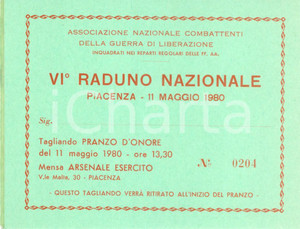 ASSOCIAZIONE NAZIONALE COMBATTENTI
DELLA GUERRA DI LIBERAZIONE
INQUADRATI NEI REPARTI REGOLARI DELLE FF. AA.
VI° RADUNO NAZIONALE
PIACENZA - 11 MAGGIO 1980
iCharta
Sig.
Tagliando PRANZO D'ONORE
del 11 maggio 1980 - ore 13,30
N° 0204
Mensa ARSENALE ESERCITO
V.le Malta, 30 - PIACENZA
- QUESTO TAGLIANDO VERRÀ RITIRATO ALL'INIZIO DEL PRANZO -